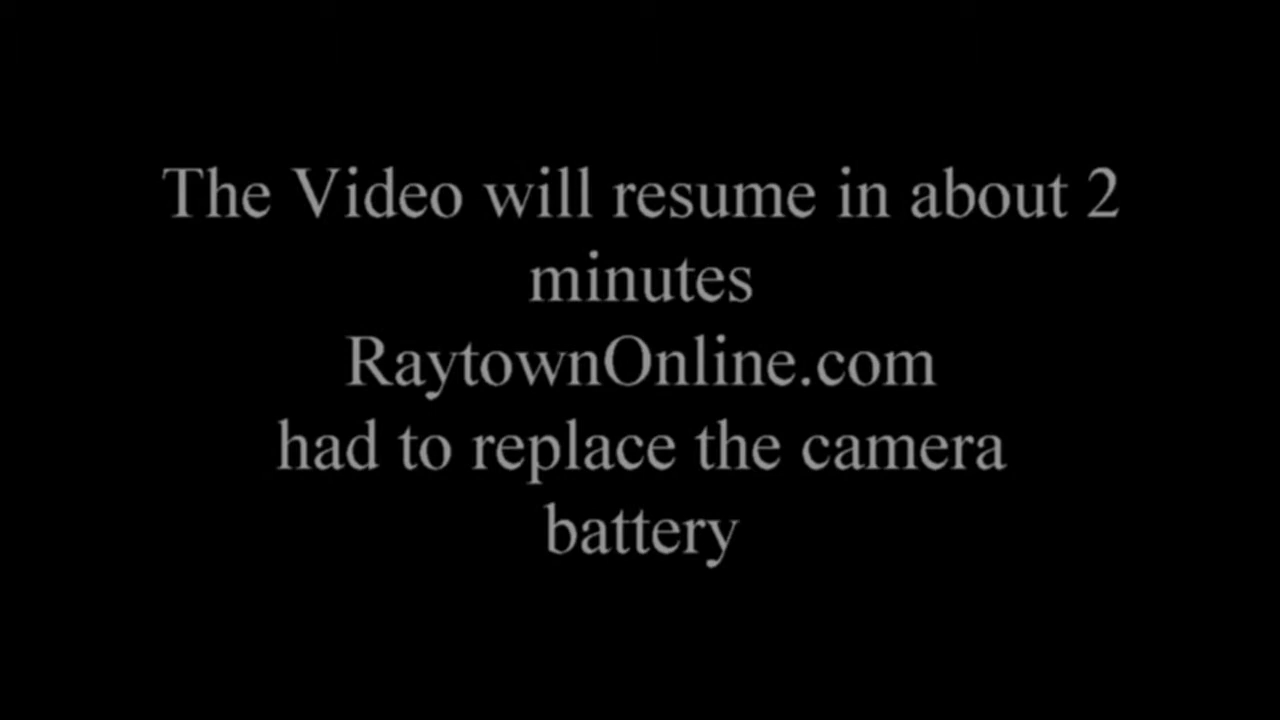 The Video will resume in about 2
minutes
RaytownOnline.com
had to replace the camera
battery